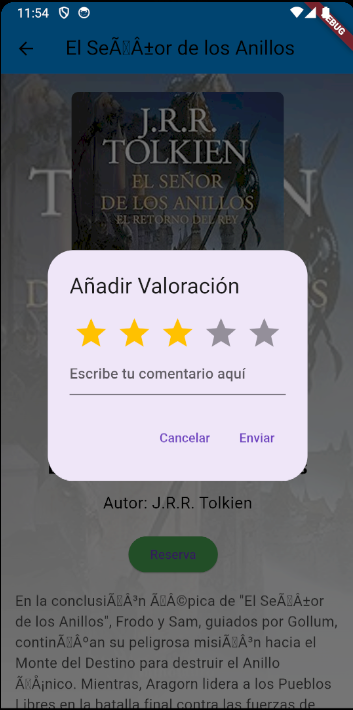 11:54
DEBUG
El SeÃ▯Â±or de los Anillos
J.R.R.
TOLKIEN
EL SEÑOR
DE LOS ANILLOS
EL RETORNO DEL REY
Añadir Valoración
Escribe tu comentario aquí
Cancelar Enviar
Autor: J.R.R. Tolkien
Reserva
En la conclusiÃ▯Â³n Ã▯Â©pica de "El SeÃ▯Â±or
de los Anillos", Frodo y Sam, guiados por Gollum,
continÃ▯Âºan su peligrosa misiÃ▯Â³n hacia el
Monte del Destino para destruir el Anillo
Ã▯Â¡nico. Mientras, Aragorn lidera a los Pueblos
Libres en la batalla final contra las fuerzas de